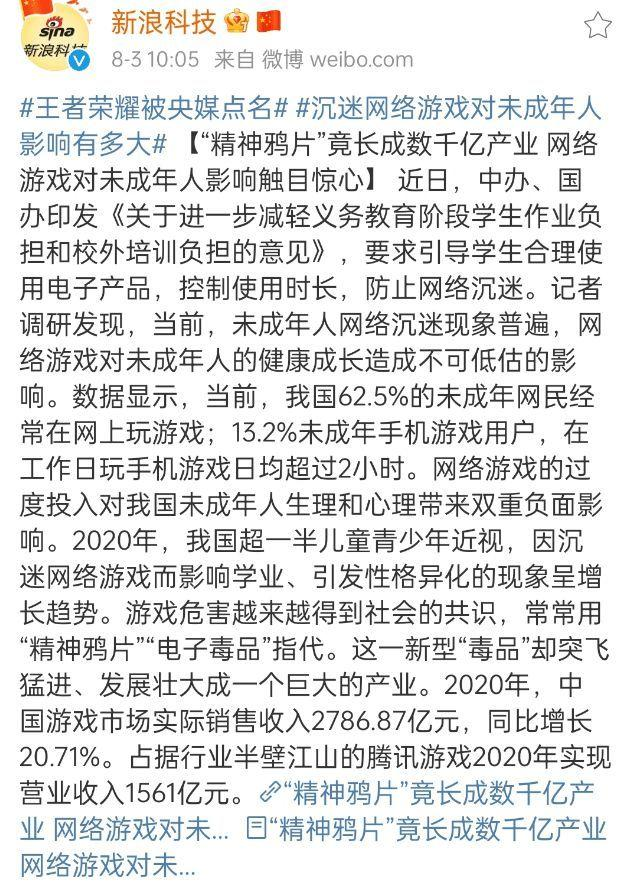 sina
新浪科技
新浪科技
8-3 10:05 来自 微博 weibo.com
#王者荣耀被央媒点名# #沉迷网络游戏对未成年人
影响有多大# 【“精神鸦片”竟长成数千亿产业 网络
游戏对未成年人影响触目惊心】 近日，中办、国
办印发《关于进一步减轻义务教育阶段学生作业负
担和校外培训负担的意见》，要求引导学生合理使
用电子产品，控制使用时长，防止网络沉迷。记者
调研发现，当前，未成年人网络沉迷现象普遍，网
络游戏对未成年人的健康成长造成不可低估的影
响。数据显示，当前，我国62.5%的未成年网民经
常在网上玩游戏；13.2%未成年手机游戏用户，在
工作日玩手机游戏日均超过2小时。网络游戏的过
度投入对我国未成年人生理和心理带来双重负面影
响。2020年，我国超一半儿童青少年近视，因沉
迷网络游戏而影响学业、引发性格异化的现象呈增
长趋势。游戏危害越来越得到社会的共识，常常用
“精神鸦片”“电子毒品”指代。这一新型“毒品”却突飞
猛进、发展壮大成一个巨大的产业。2020年，中
国游戏市场实际销售收入2786.87亿元，同比增长
20.71%。占据行业半壁江山的腾讯游戏2020年实现
营业收入1561亿元。“精神鸦片”竟长成数千亿产
业 网络游戏对未... “精神鸦片”竟长成数千亿产业
网络游戏对未...